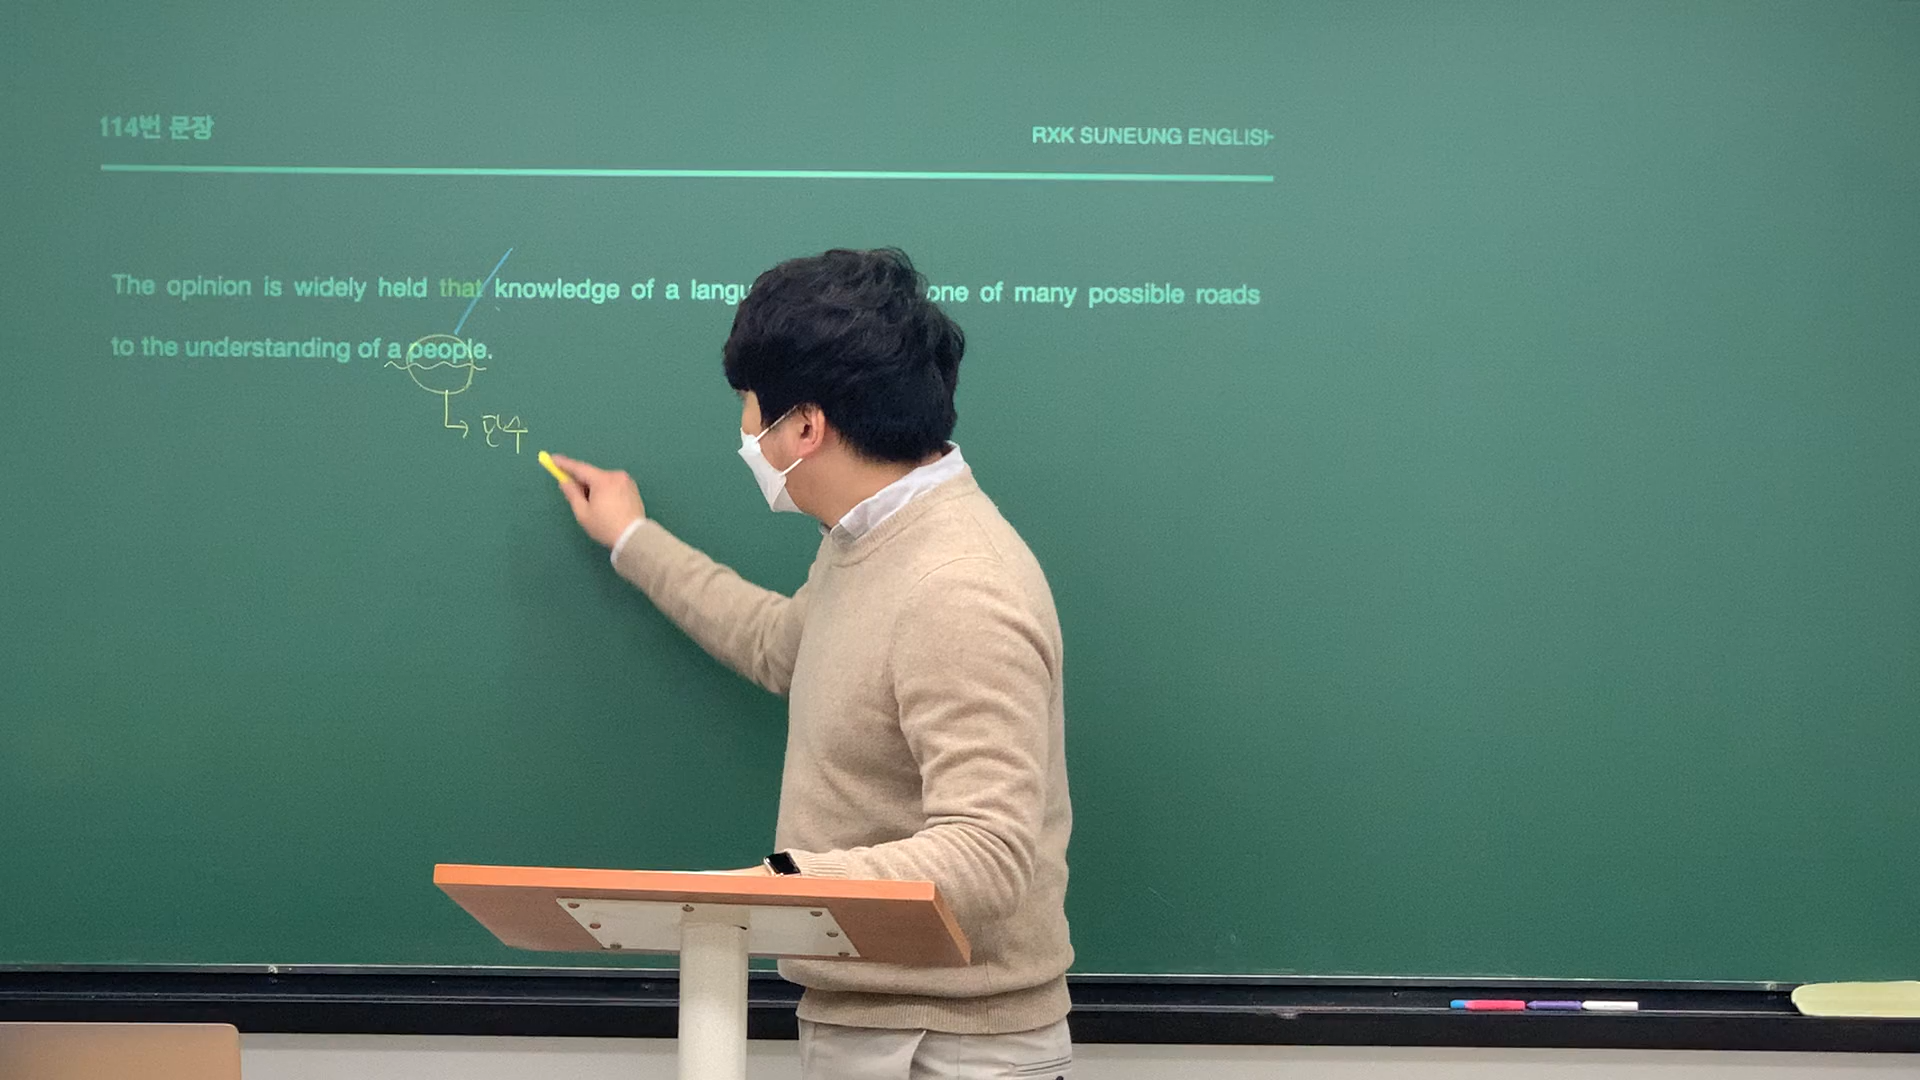 114번 문장
RXK SUNEUNG ENGLISH
The opinion is widely held that knowledge of a langu one of many possible roads
to the understanding of a people.
단수